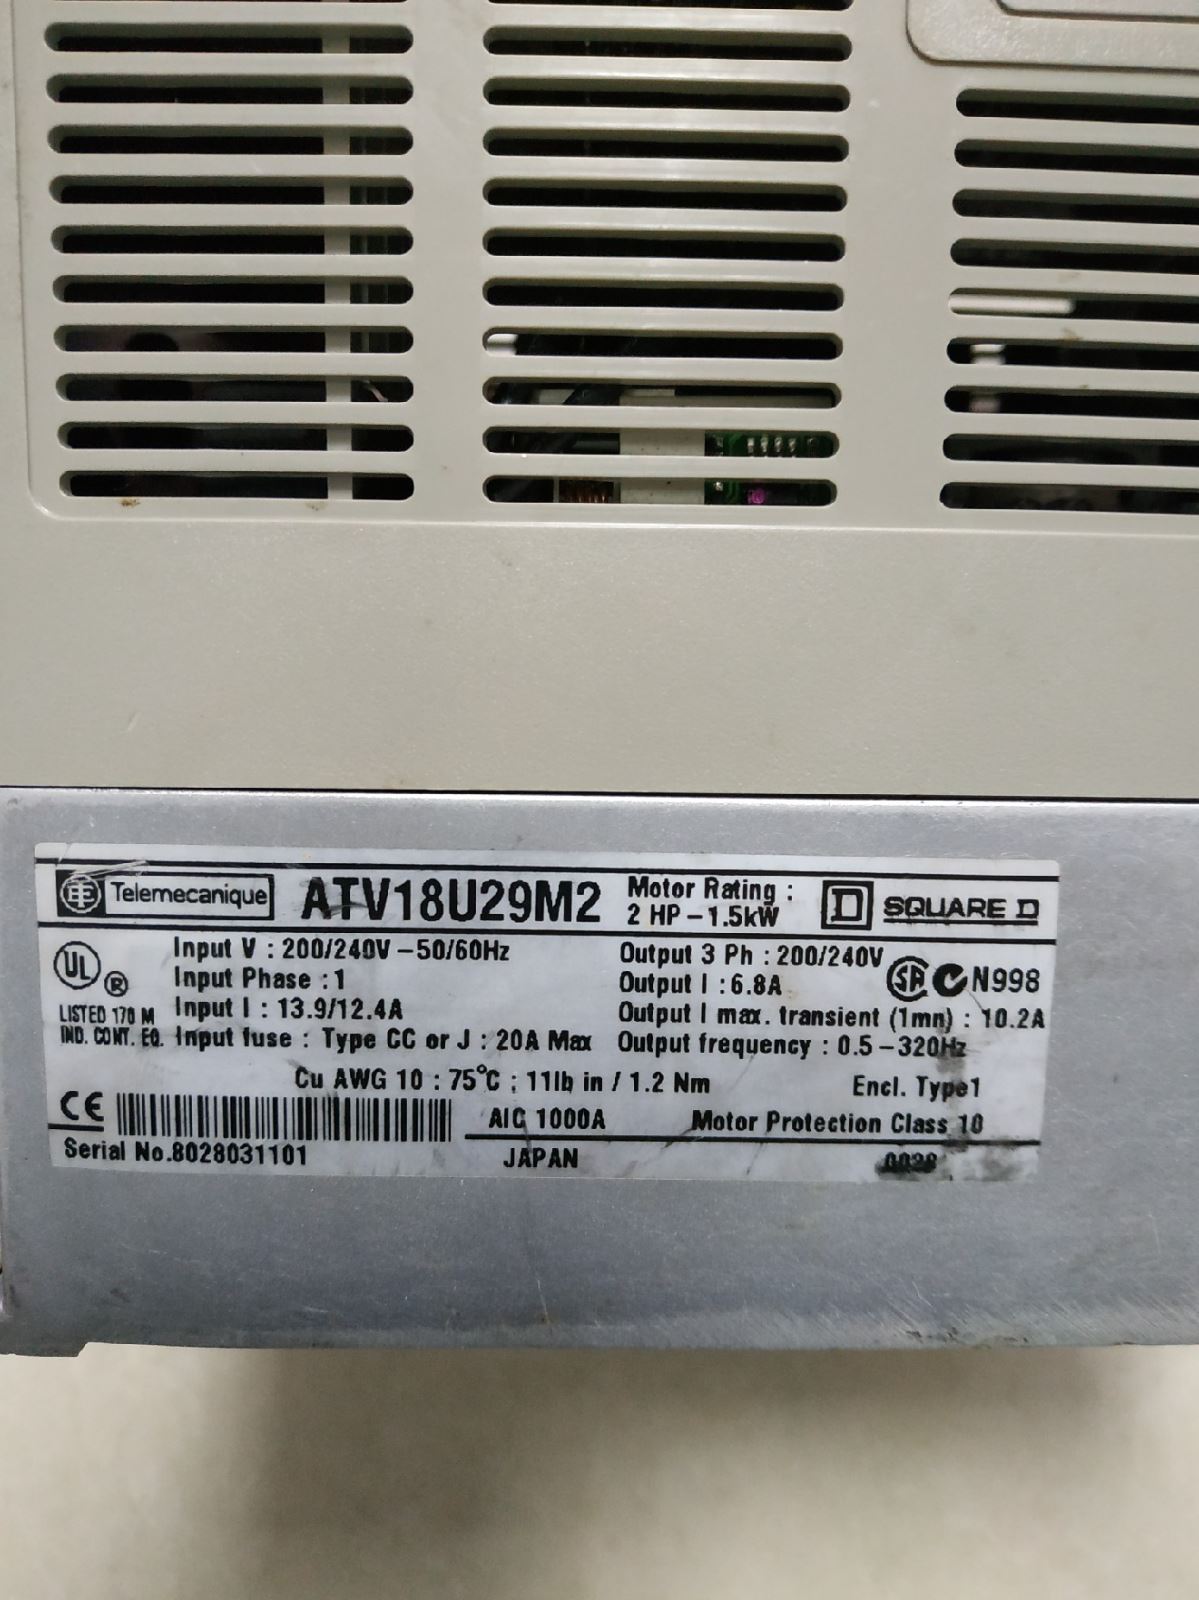 Telemecanique ATV18U29M2 Motor Rating : 2 HP – 1.5kW D SQUARE D
UL ®
LISTED 170 M
IND. CONT. EQ.
Input V : 200/240V – 50/60Hz
Input Phase : 1
Input I : 13.9/12.4A
Input fuse : Type CC or J : 20A Max
Output 3 Ph : 200/240V
Output I : 6.8A
Output I max. transient (1mn) : 10.2A
Output frequency : 0.5 – 320Hz
N998
Cu AWG 10 : 75°C : 11lb in / 1.2 Nm Encl. Type1
CE AIC 1000A Motor Protection Class 10
Serial No.8028031101 JAPAN